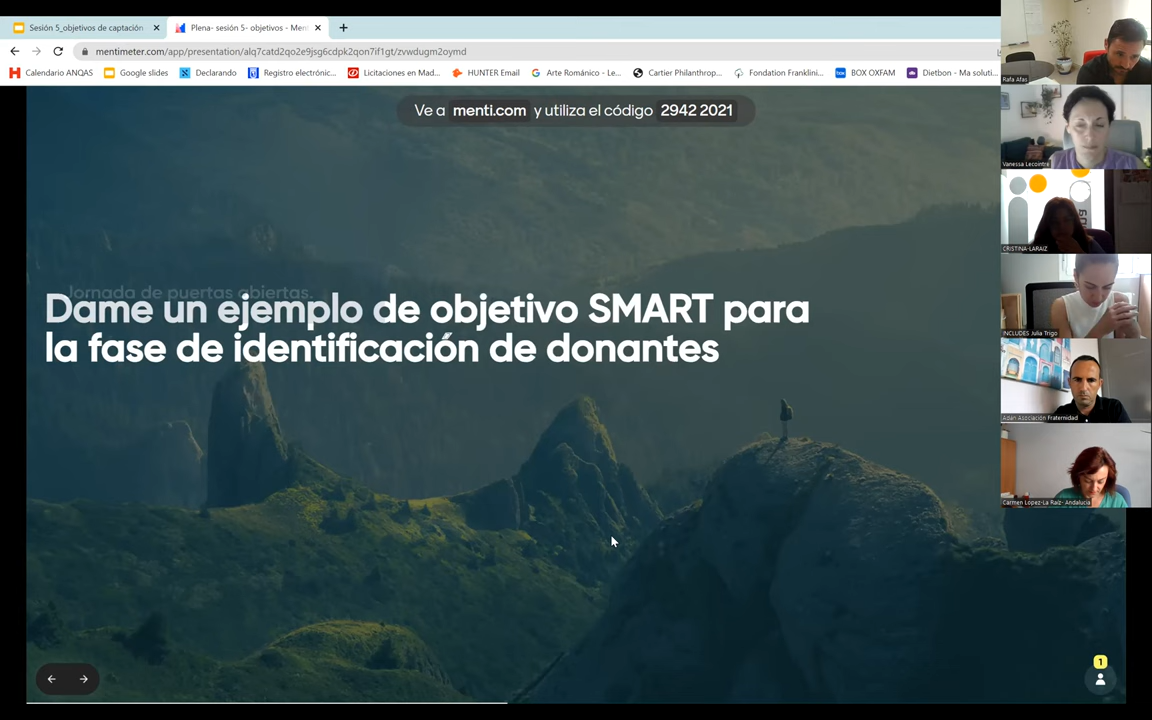 Sesión 5_objetivos de captación
Plena- sesión 5- objetivos - Men
mentimeter.com/app/presentation/alq7catd2qo2e9jsg6cdpk2qon7if1gt/zvwdugm2oymd
Calendario ANQAS
Google slides
Declarando
Registro electrónic...
Licitaciones en Mad...
HUNTER Email
Arte Románico - Le...
Cartier Philanthrop...
Fondation Franklini...
BOX OXFAM
Dietbon - Ma soluti...
Ve a menti.com y utiliza el código 2942 2021
Jornada de puertas abiertas.
Dame un ejemplo de objetivo SMART para
la fase de identificación de donantes
1
Rafa Afas
Vanessa Lecointre
CRISTINA-LARAIZ
INCLUDES Julia Trigo
Adán Asociación Fraternidad
Carmen Lopez-La Raíz- Andalucia